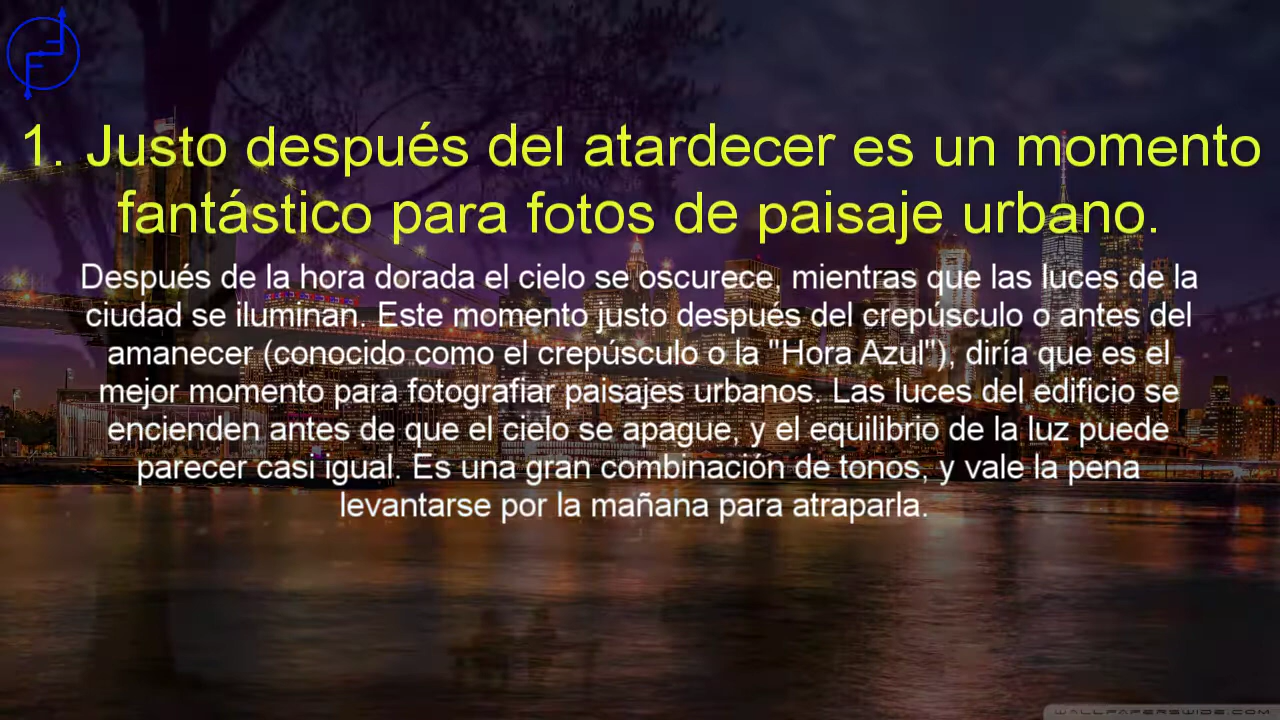 1. Justo después del atardecer es un momento
fantástico para fotos de paisaje urbano.
Después de la hora dorada el cielo se oscurece, mientras que las luces de la
ciudad se iluminan. Este momento justo después del crepúsculo o antes del
amanecer (conocido como el crepúsculo o la "Hora Azul"), diría que es el
mejor momento para fotografiar paisajes urbanos. Las luces del edificio se
encienden antes de que el cielo se apague, y el equilibrio de la luz puede
parecer casi igual. Es una gran combinación de tonos, y vale la pena
levantarse por la mañana para atraparla.
WALLPAPERSWIDE.COM